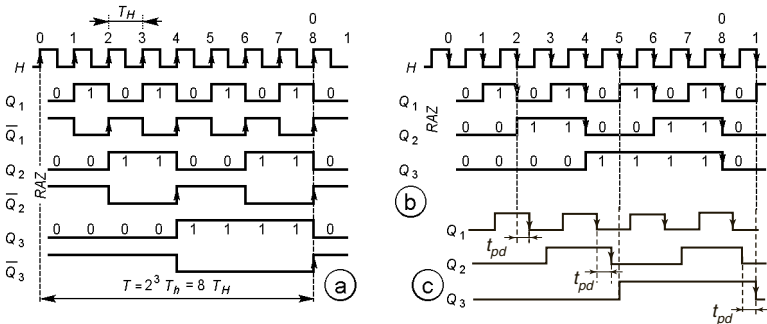 T_H
0
0 1 2 3 4 5 6 7 8 1
H
Q_1 0 1 0 1 0 1 0 1 0
Q̄_1
RAZ
Q_2 0 0 1 1 0 0 1 1 0
Q̄_2
Q_3 0 0 0 0 1 1 1 1 0
Q̄_3
T = 2^3 T_h = 8 T_H
a
0
0 1 2 3 4 5 6 7 8 1
H
Q_1 0 1 0 1 0 1 0 1 0
RAZ
Q_2 0 0 1 1 0 0 1 1 0
Q_3 0 0 0 0 1 1 1 1 0
b
Q_1
t_pd
Q_2
t_pd
c
Q_3
t_pd